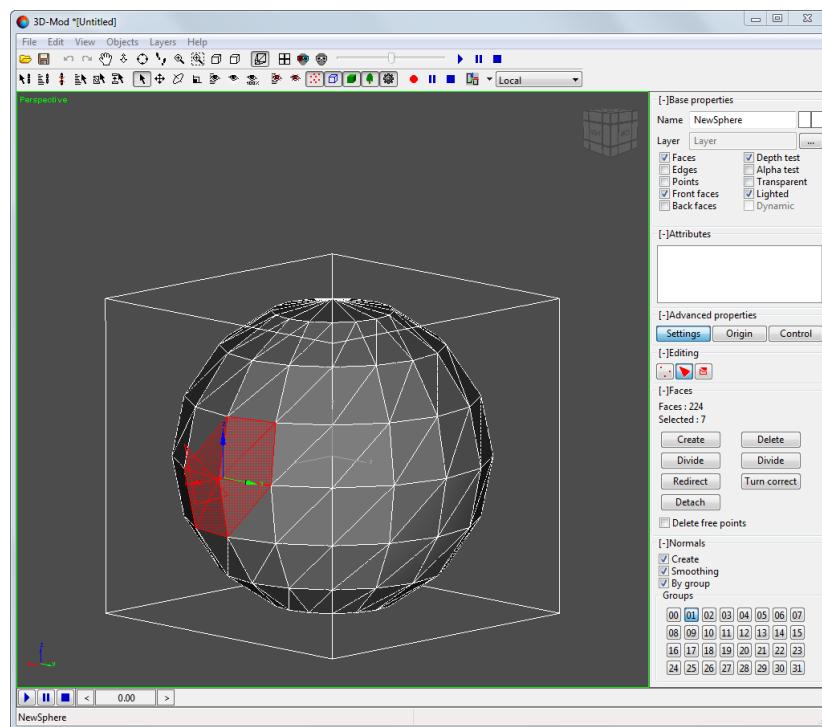 3D-Mod *[Untitled]
File Edit View Objects Layers Help
Local
Perspective
[-]Base properties
Name NewSphere
Layer Layer ...
Faces Depth test
Edges Alpha test
Points Transparent
Front faces Lighted
Back faces Dynamic
[-]Attributes
[-]Advanced properties
Settings Origin Control
[-]Editing
[-]Faces
Faces : 224
Selected : 7
Create Delete
Divide Divide
Redirect Turn correct
Detach
Delete free points
[-]Normals
Create
Smoothing
By group
Groups
00 01 02 03 04 05 06 07
08 09 10 11 12 13 14 15
16 17 18 19 20 21 22 23
24 25 26 27 28 29 30 31
z
z
y
< 0.00 >
NewSphere